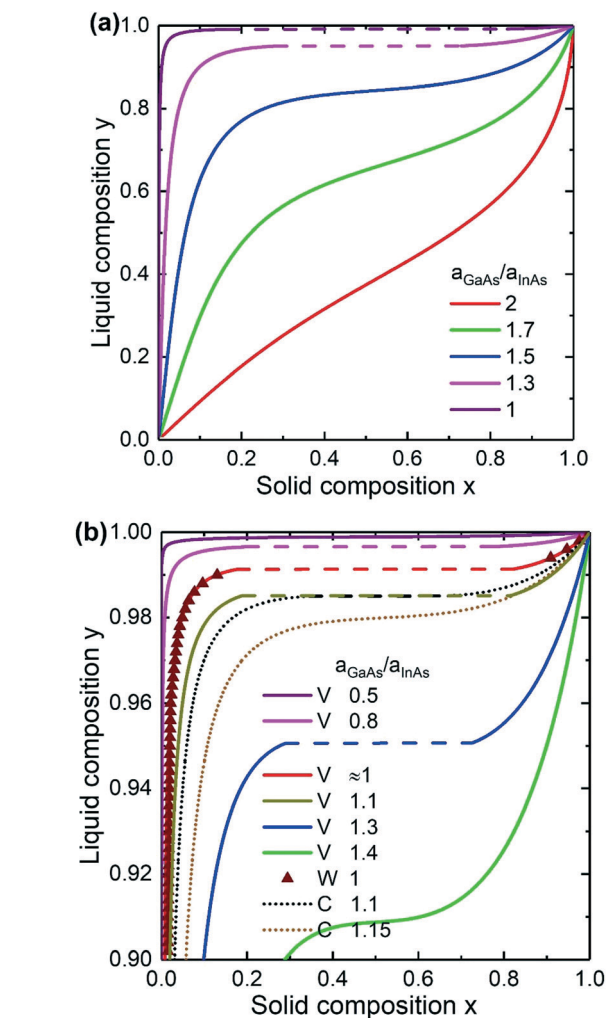 (a)
1.0
0.8
0.6
0.4
0.2
0.0
Liquid composition y
a_GaAs/a_InAs
2
1.7
1.5
1.3
1
0.0 0.2 0.4 0.6 0.8 1.0
Solid composition x
(b)
1.00
0.98
0.96
0.94
0.92
0.90
Liquid composition y
a_GaAs/a_InAs
V 0.5
V 0.8
V ≈1
V 1.1
V 1.3
V 1.4
W 1
C 1.1
C 1.15
0.0 0.2 0.4 0.6 0.8 1.0
Solid composition x